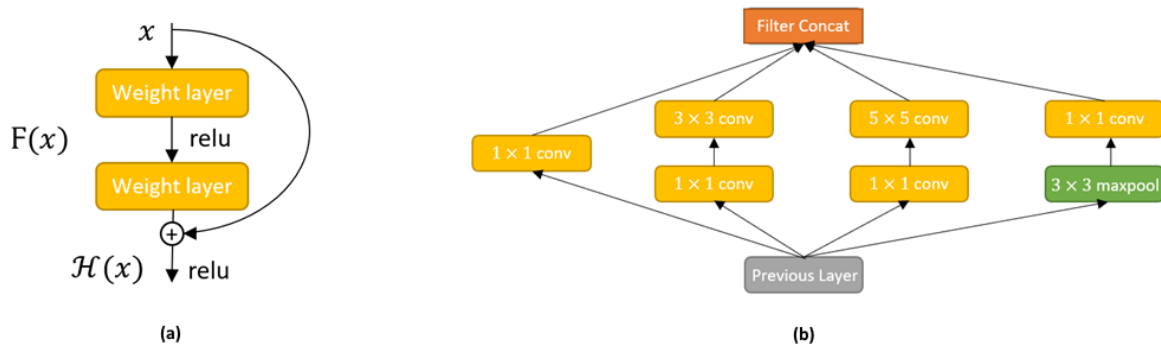 x
Weight layer
relu
F(x)
Weight layer
+
ℋ(x)
relu
(a)
Filter Concat
3 × 3 conv
5 × 5 conv
1 × 1 conv
1 × 1 conv
1 × 1 conv
1 × 1 conv
3 × 3 maxpool
Previous Layer
(b)